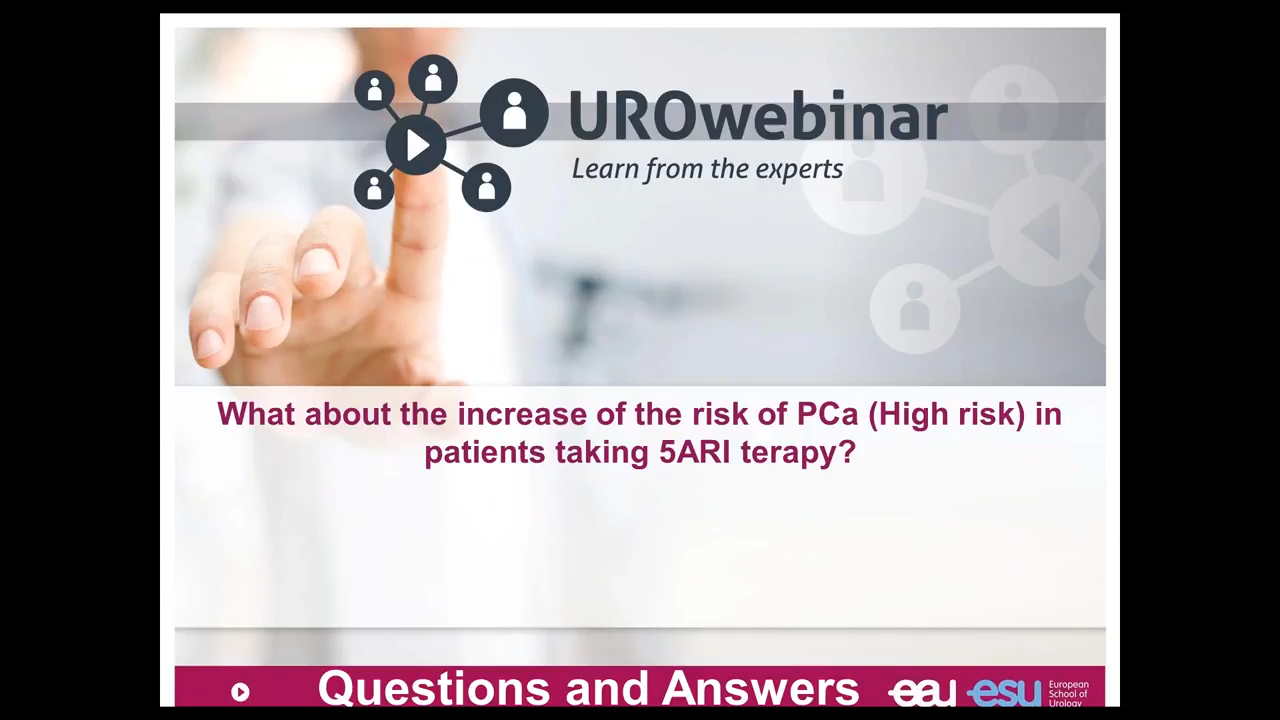 UROwebinar
Learn from the experts
What about the increase of the risk of PCa (High risk) in
patients taking 5ARI terapy?
Questions and Answers
eau
esu
European
School of
Urology